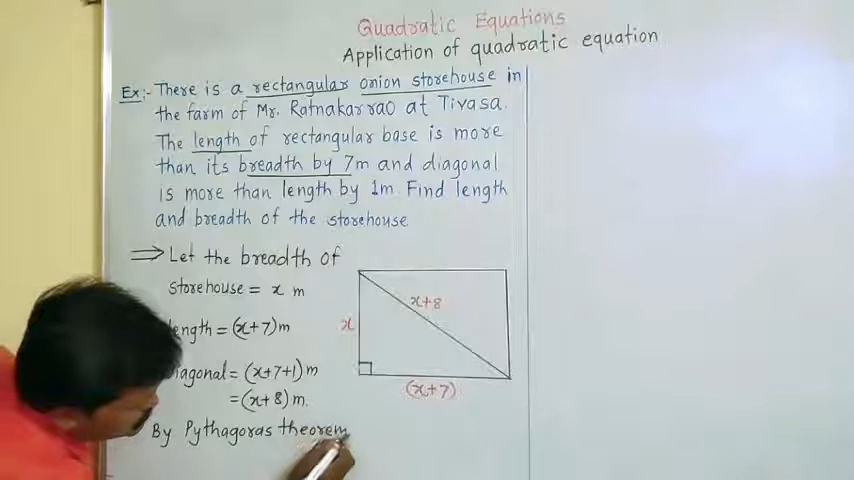 Quadratic Equations
Application of quadratic equation
Ex:- There is a rectangular onion storehouse in
the farm of Mr. Ratnakarrao at Tivasa.
The length of rectangular base is more
than its breadth by 7m and diagonal
is more than length by 1m. Find length
and breadth of the storehouse
⇒ Let the breadth of
storehouse = x m
length = (x+7)m
Diagonal = (x+7+1)m
= (x+8)m.
By Pythagoras theorem
x+8
x
(x+7)